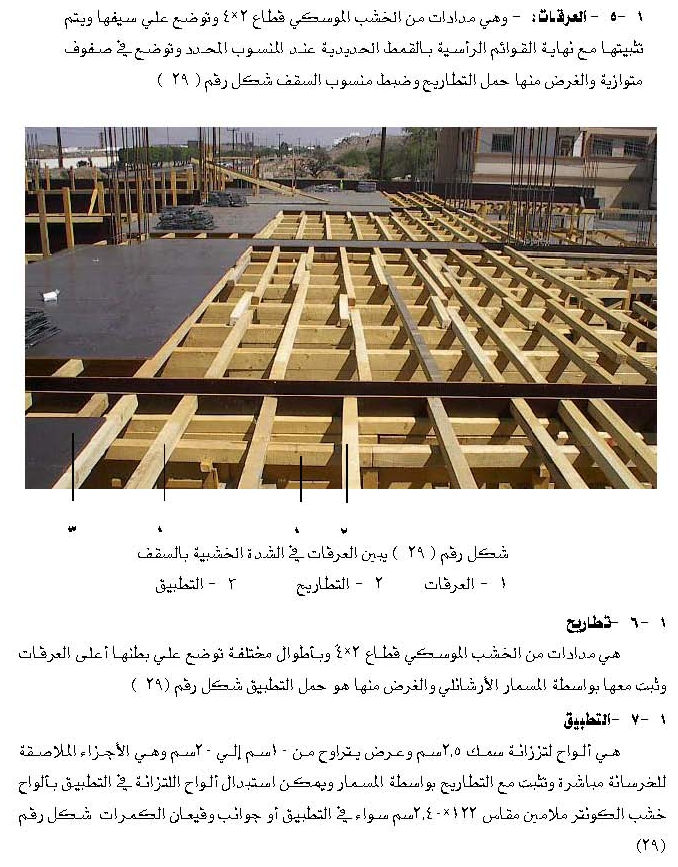 ١ -٥ - العرقات: - وهي مدادات من الخشب الموسكي قطاع ٢×٤ وتوضع علي سيفها ويتم
تثبيتها مع نهاية القوائم الرأسية بالقمط الحديدية عند المنسوب المحدد وتوضع في صفوف
متوازية والغرض منها حمل التطاريح وضبط منسوب السقف شكل رقم ( ٢٩ )
٣ ١ ١ ٢
شكل رقم ( ٢٩ ) يبين العرقات في الشدة الخشبية بالسقف
١ - العرقات ٢ - التطاريح ٣ - التطبيق
١ -٦ -تطاريح
هي مدادات من الخشب الموسكي قطاع ٢×٤ وبأطوال مختلفة توضع علي بطنها أعلى العرقات
وثبت معها بواسطة المسمار الأرشانلي والغرض منها هو حمل التطبيق شكل رقم (٢٩ )
١ -٧ -التطبيق
هي ألواح لتزانة سمك ٢,٥سم وعرض يتراوح من ١٠سم إلي ٢٠سم وهي الأجزاء الملاصقة
للخرسانة مباشرة وتثبت مع التطاريح بواسطة المسمار ويمكن استبدال ألواح اللتزانة في التطبيق بألواح
خشب الكونتر ملامين مقاس ١٢٢×٢,٤٠سم سواء في التطبيق أو جوانب وقيعان الكمرات شكل رقم
(٢٩)